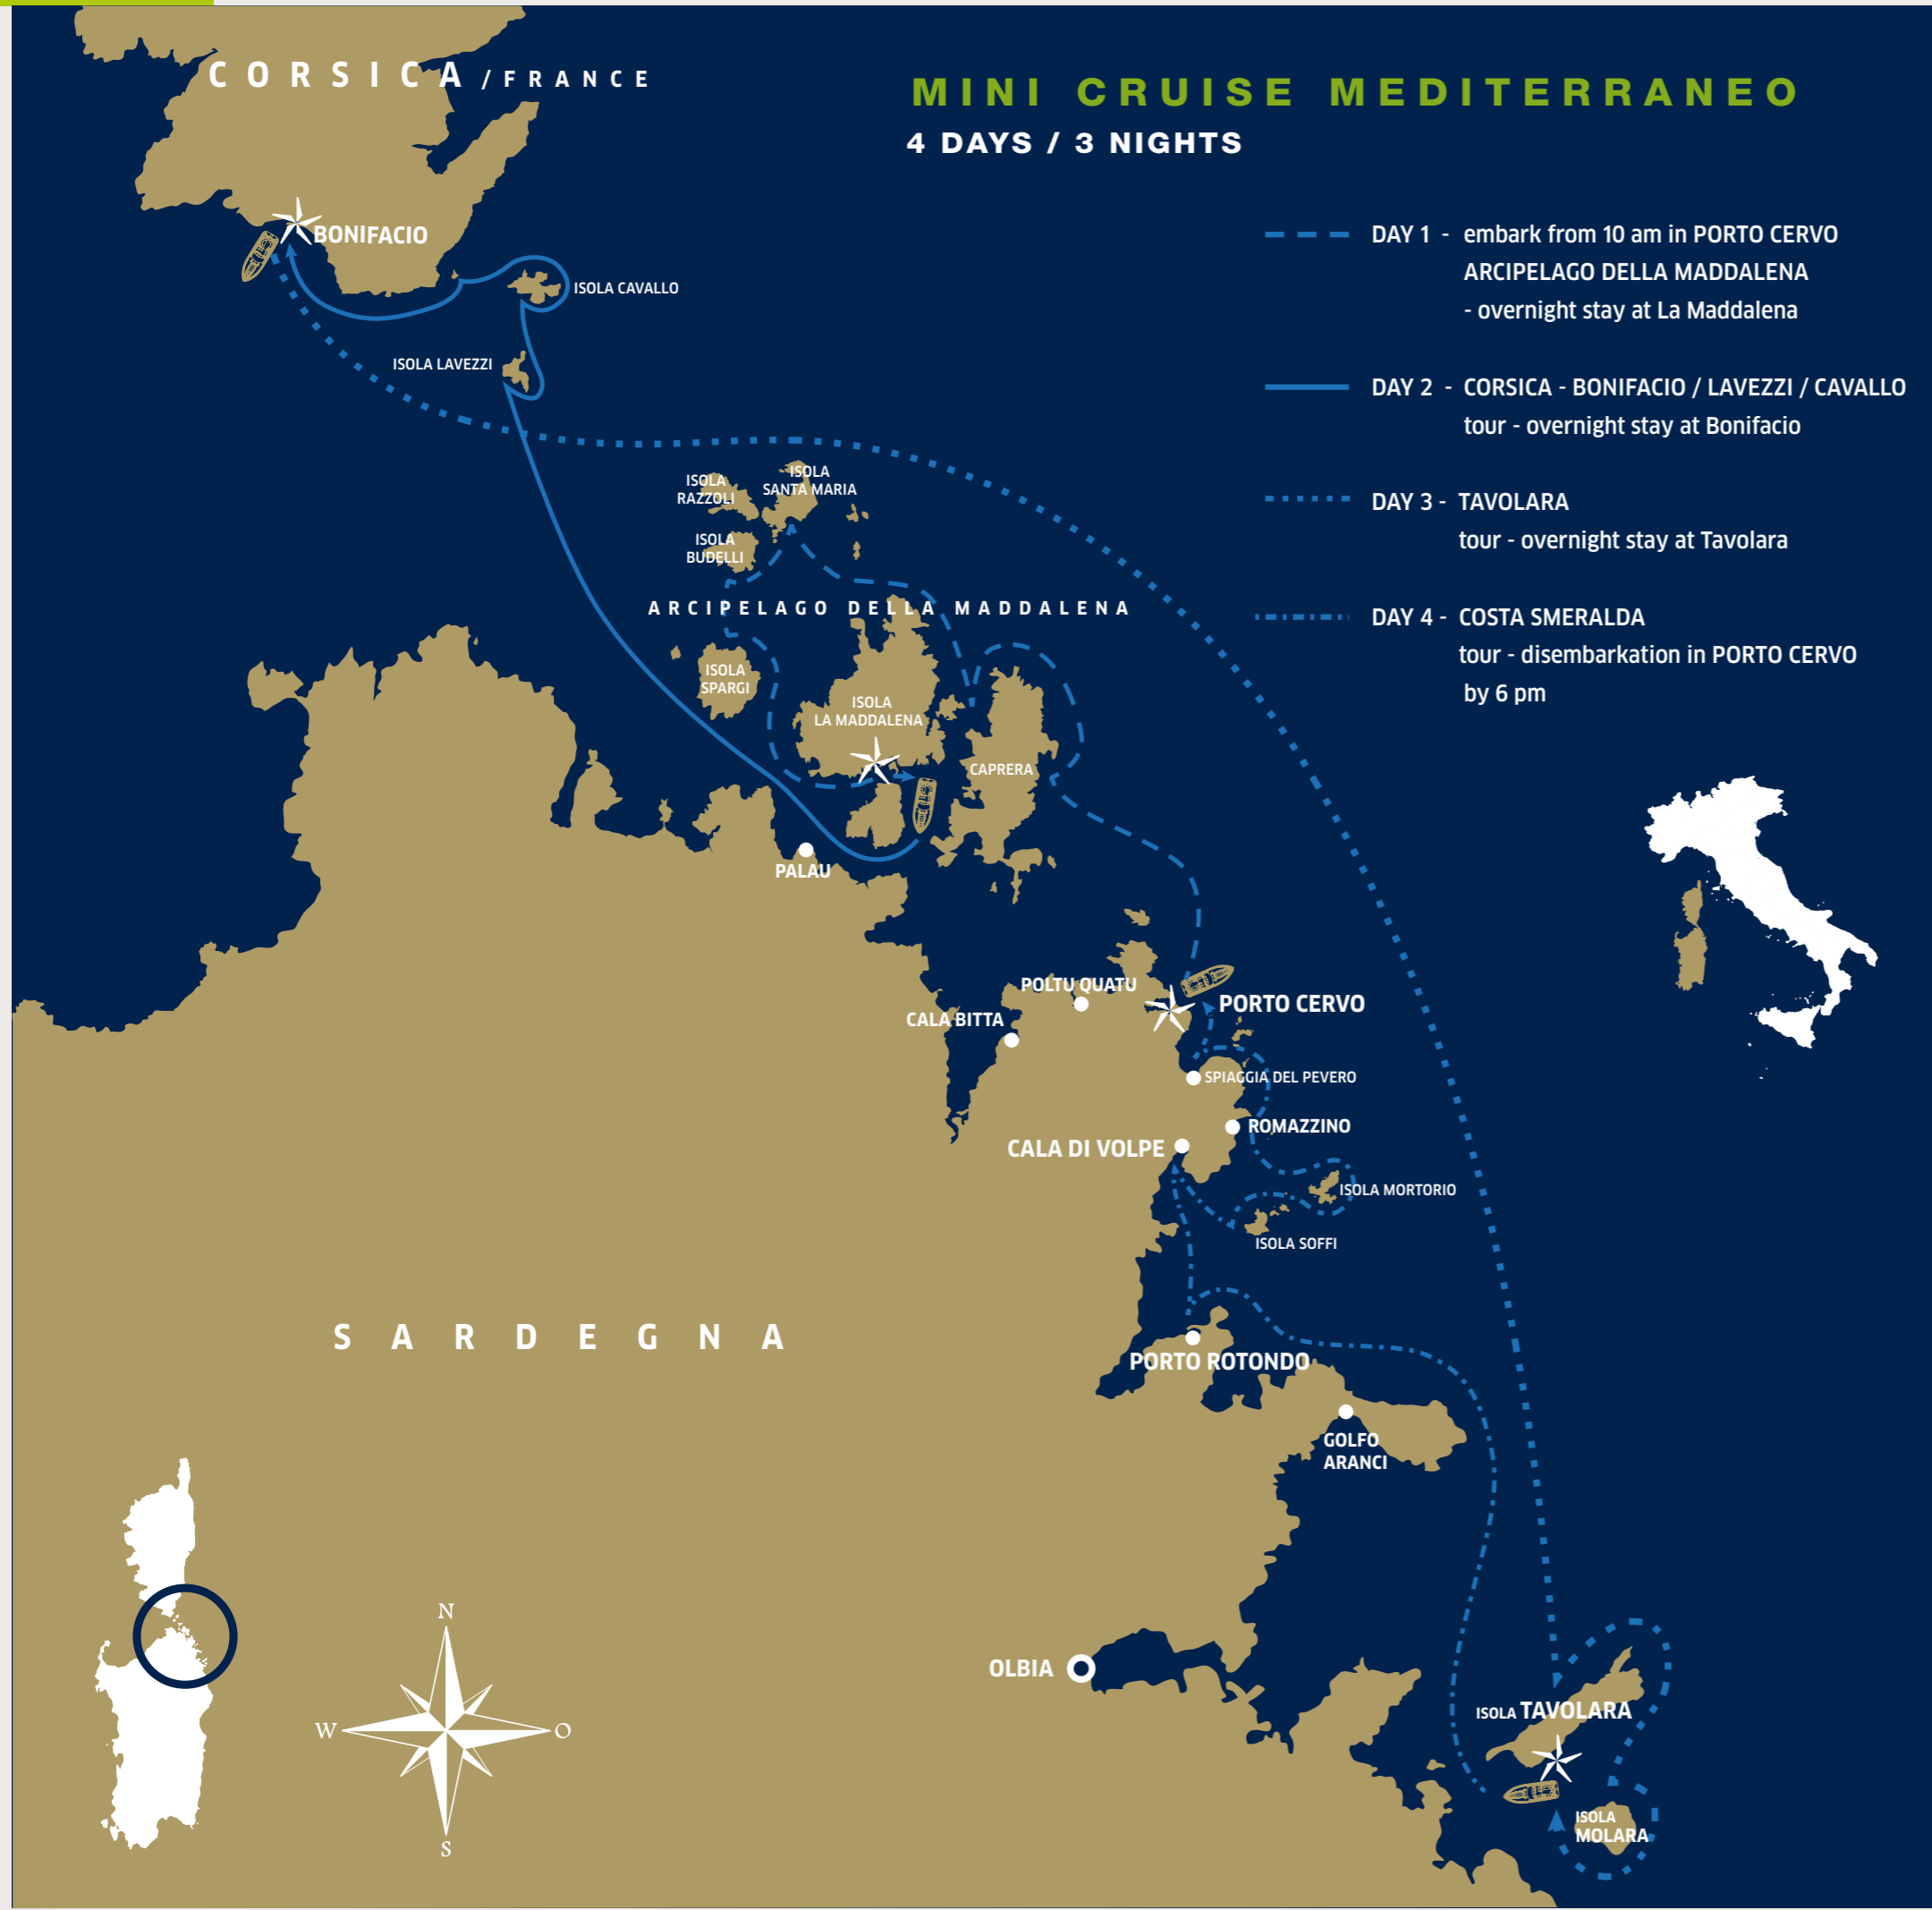 CORSICA / FRANCE
MINI CRUISE MEDITERRANEO
4 DAYS / 3 NIGHTS
DAY 1 - embark from 10 am in PORTO CERVO
ARCIPELAGO DELLA MADDALENA
- overnight stay at La Maddalena
DAY 2 - CORSICA - BONIFACIO / LAVEZZI / CAVALLO
tour - overnight stay at Bonifacio
DAY 3 - TAVOLARA
tour - overnight stay at Tavolara
DAY 4 - COSTA SMERALDA
tour - disembarkation in PORTO CERVO
by 6 pm
BONIFACIO
ISOLA CAVALLO
ISOLA LAVEZZI
ISOLA
RAZZOLI
ISOLA
SANTA MARIA
ISOLA
BUDELLI
ARCIPELAGO DELLA MADDALENA
ISOLA
SPARGI
ISOLA
LA MADDALENA
CAPRERA
PALAU
POLTU QUATU
CALA BITTA
PORTO CERVO
SPIAGGIA DEL PEVERO
ROMAZZINO
CALA DI VOLPE
ISOLA MORTORIO
ISOLA SOFFI
SARDEGNA
PORTO ROTONDO
GOLFO
ARANCI
OLBIA
ISOLA TAVOLARA
ISOLA
MOLARA
N
W
O
S